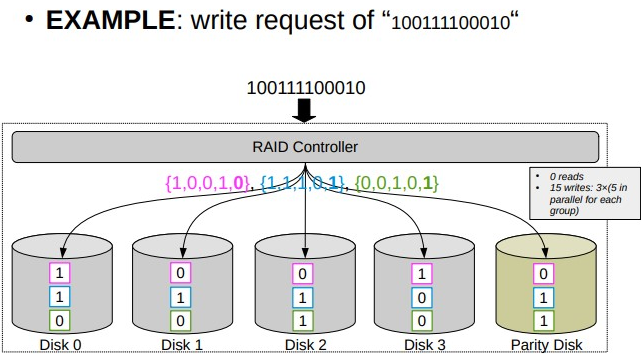 • EXAMPLE: write request of “100111100010“
100111100010
RAID Controller
{1,0,0,1,0}, {1,1,1,0,1}, {0,0,1,0,1}
• 0 reads
• 15 writes: 3×(5 in
parallel for each
group)
1 0 0 1 0
1 1 1 0 1
0 0 1 0 1
Disk 0 Disk 1 Disk 2 Disk 3 Parity Disk